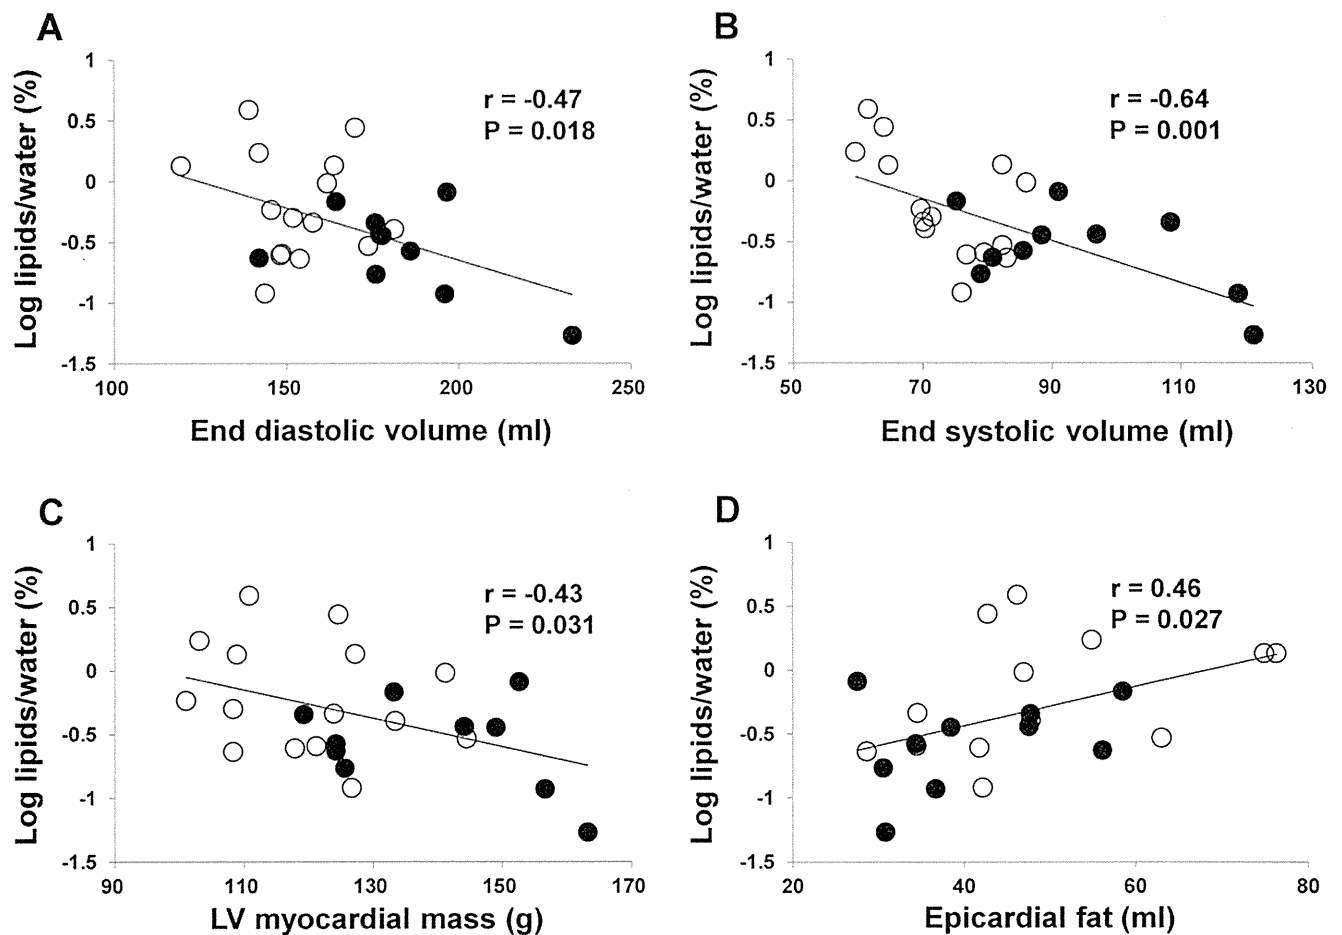 A
Log lipids/water (%)
1
0.5
0
-0.5
-1
-1.5
100
150
200
250
r = -0.47
P = 0.018
End diastolic volume (ml)
B
Log lipids/water (%)
1
0.5
0
-0.5
-1
-1.5
50
70
90
110
130
r = -0.64
P = 0.001
End systolic volume (ml)
C
Log lipids/water (%)
1
0.5
0
-0.5
-1
-1.5
90
110
130
150
170
r = -0.43
P = 0.031
LV myocardial mass (g)
D
Log lipids/water (%)
1
0.5
0
-0.5
-1
-1.5
20
40
60
80
r = 0.46
P = 0.027
Epicardial fat (ml)